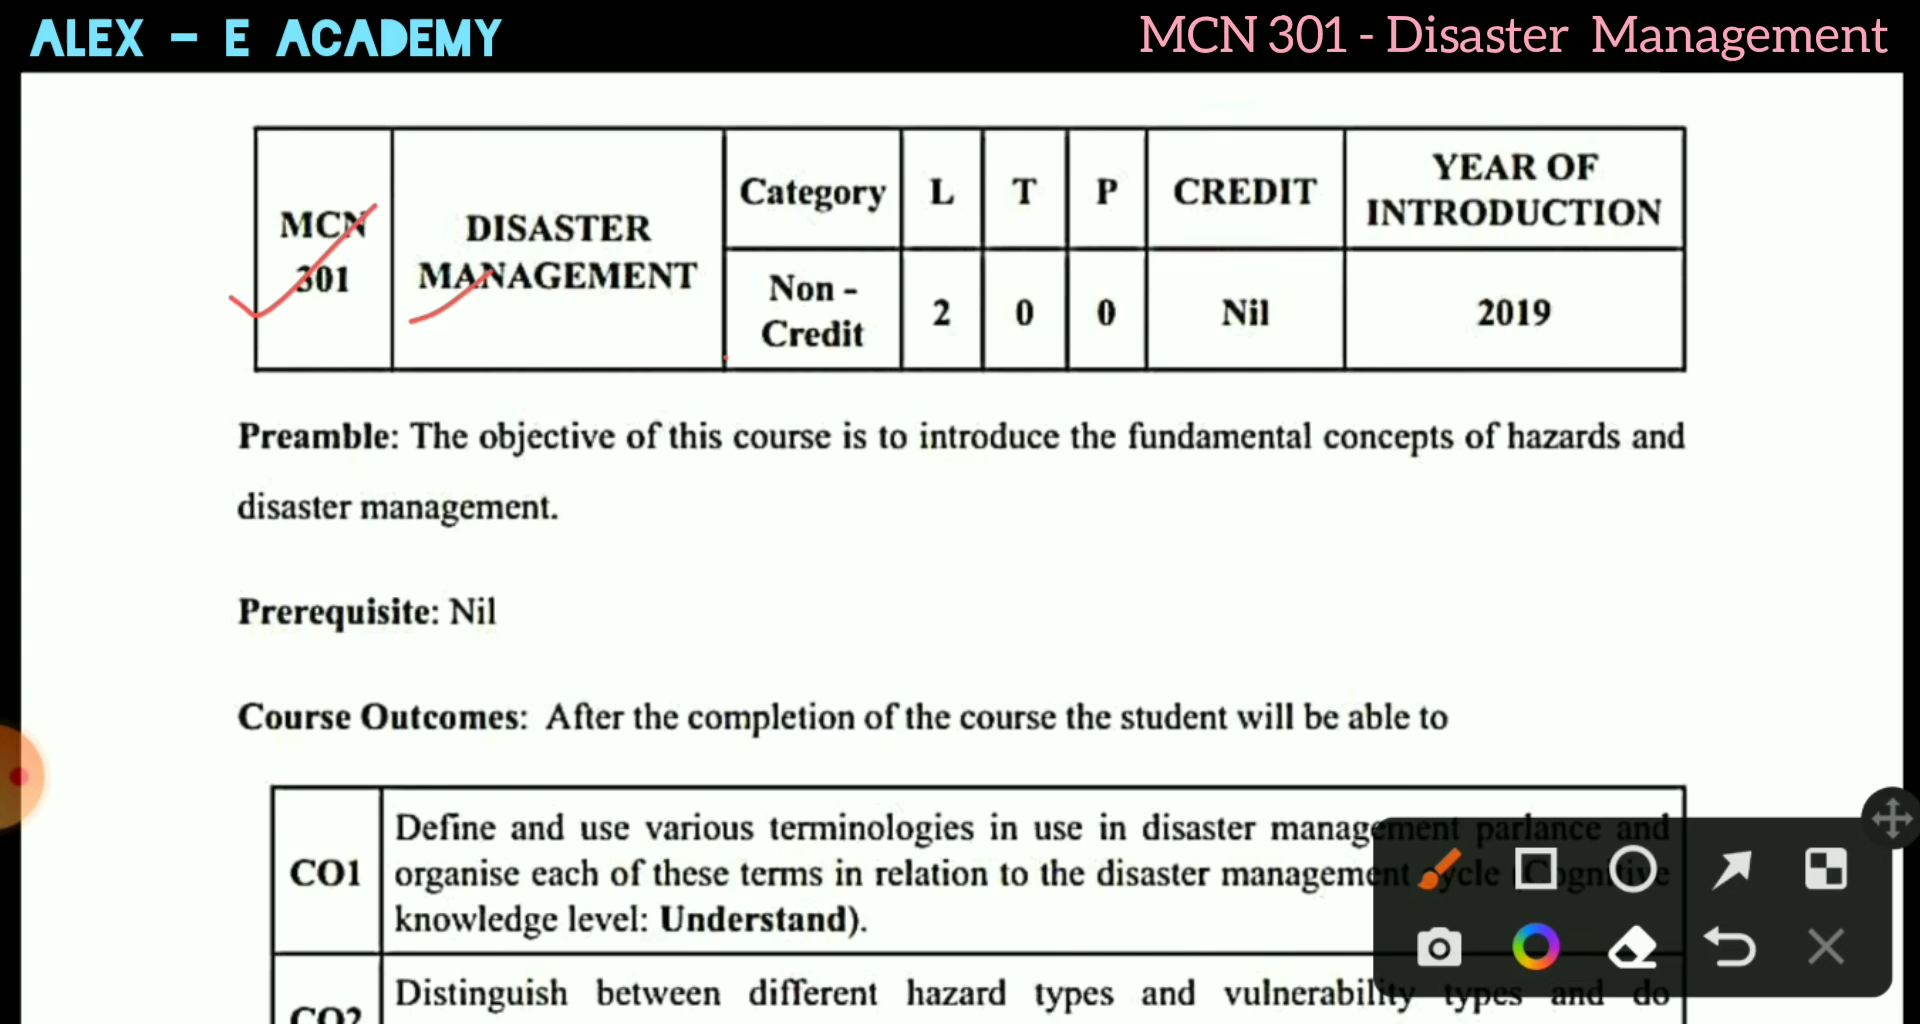 ALEX - E ACADEMY
MCN 301 - Disaster Management
MCN
301
DISASTER
MANAGEMENT
Category
L
T
P
CREDIT
YEAR OF
INTRODUCTION
Non -
Credit
2
0
0
Nil
2019
Preamble: The objective of this course is to introduce the fundamental concepts of hazards and
disaster management.
Prerequisite: Nil
Course Outcomes: After the completion of the course the student will be able to
CO1
Define and use various terminologies in use in disaster management parlance and
organise each of these terms in relation to the disaster management cycle (Cognitive
knowledge level: Understand).
CO2
Distinguish between different hazard types and vulnerability types and do